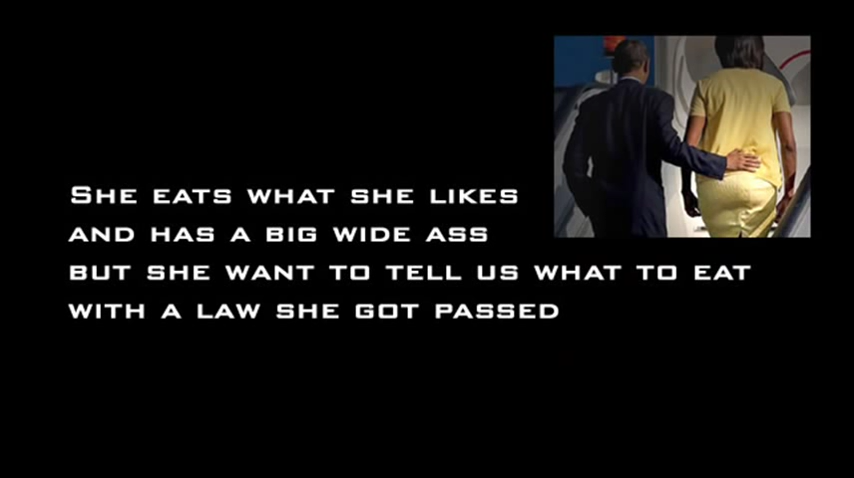 She eats what she likes
and has a big wide ass
but she want to tell us what to eat
with a law she got passed